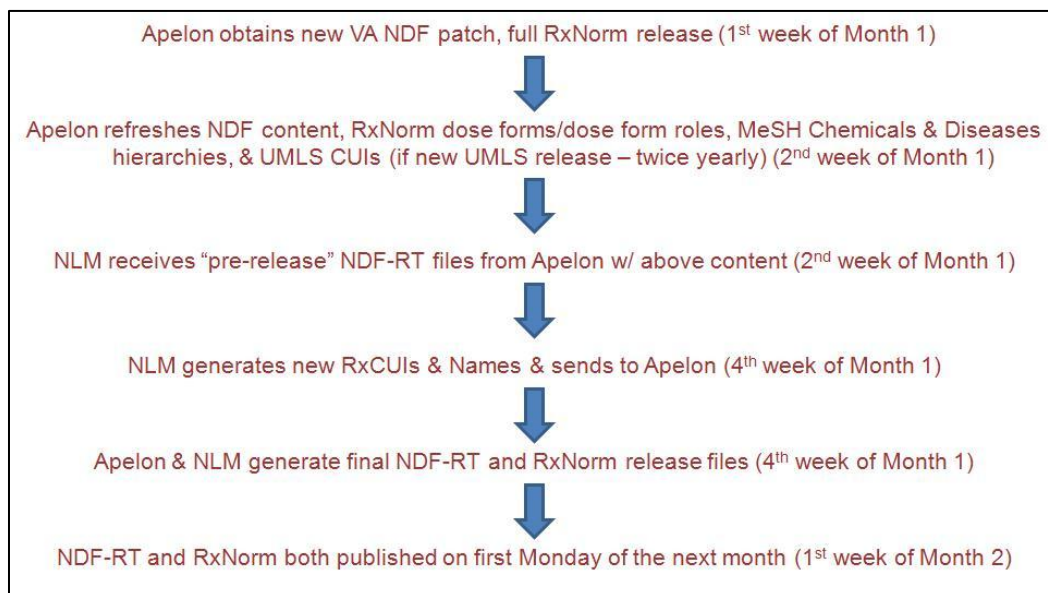 Apelon obtains new VA NDF patch, full RxNorm release (1st week of Month 1)
Apelon refreshes NDF content, RxNorm dose forms/dose form roles, MeSH Chemicals & Diseases
hierarchies, & UMLS CUIs (if new UMLS release – twice yearly) (2nd week of Month 1)
NLM receives “pre-release” NDF-RT files from Apelon w/ above content (2nd week of Month 1)
NLM generates new RxCUIs & Names & sends to Apelon (4th week of Month 1)
Apelon & NLM generate final NDF-RT and RxNorm release files (4th week of Month 1)
NDF-RT and RxNorm both published on first Monday of the next month (1st week of Month 2)